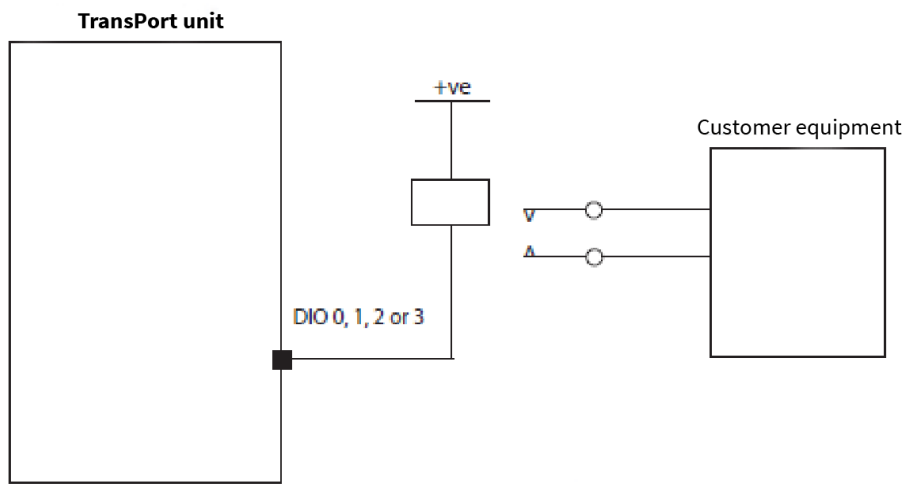 TransPort unit
+ve
Customer equipment
DIO 0, 1, 2 or 3